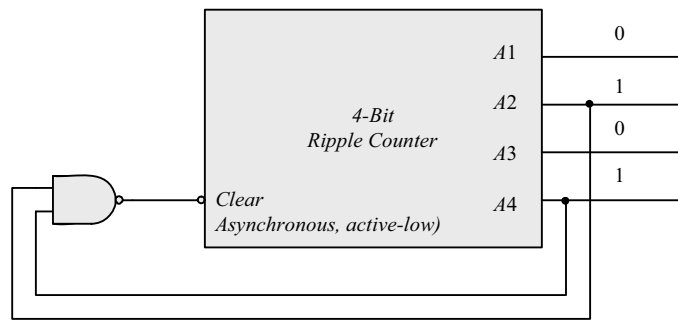 0
A1
1
A2
4-Bit
Ripple Counter
0
A3
1
A4
Clear
Asynchronous, active-low)